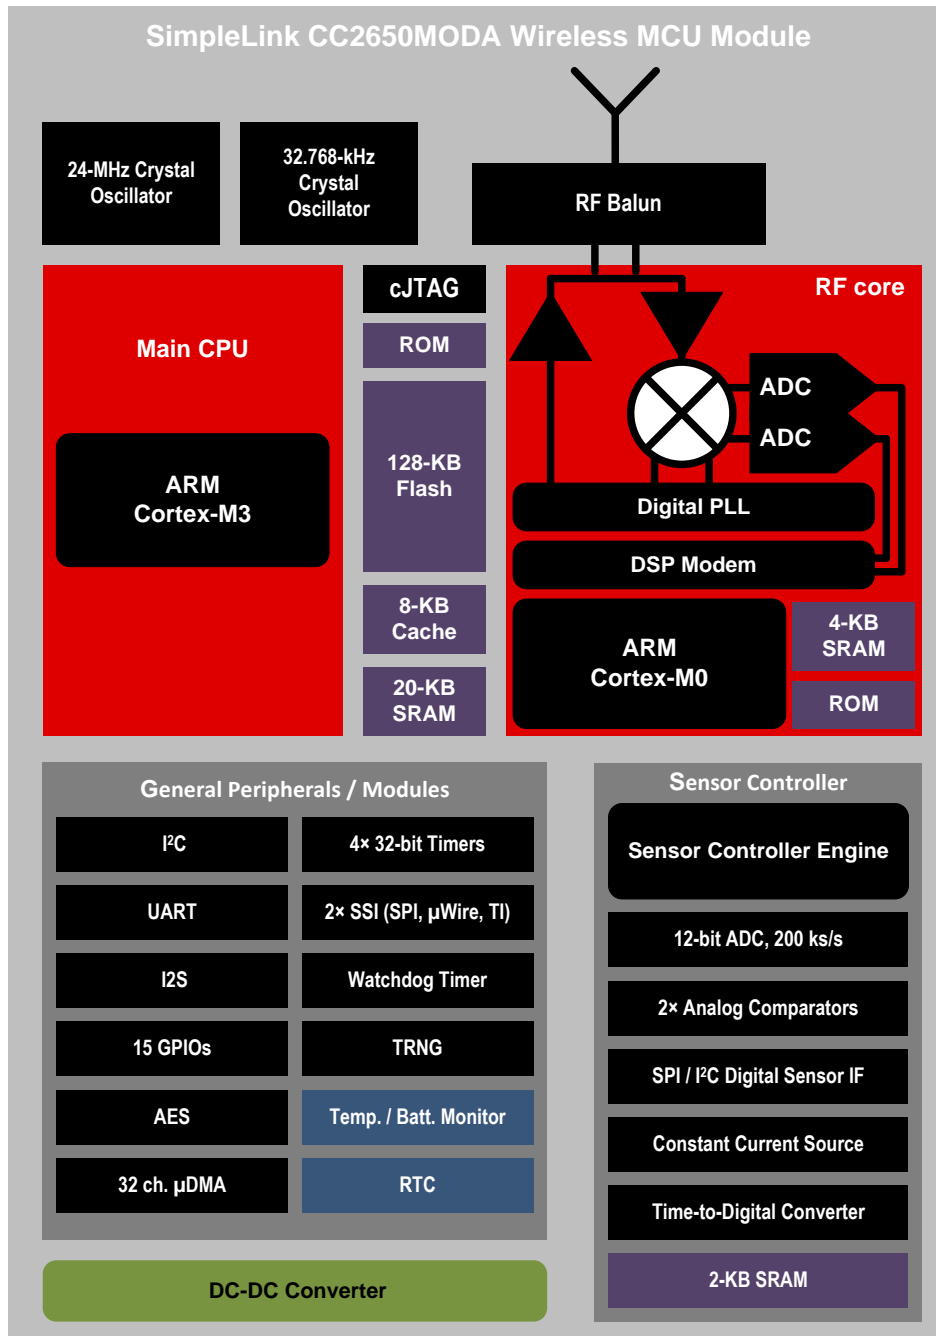 SimpleLink CC2650MODA Wireless MCU Module
24-MHz Crystal
Oscillator
32.768-kHz
Crystal
Oscillator
RF Balun
Main CPU
ARM
Cortex-M3
cJTAG
ROM
128-KB
Flash
8-KB
Cache
20-KB
SRAM
RF core
ADC
ADC
Digital PLL
DSP Modem
ARM
Cortex-M0
4-KB
SRAM
ROM
General Peripherals / Modules
I²C
4× 32-bit Timers
UART
2× SSI (SPI, µWire, TI)
I2S
Watchdog Timer
15 GPIOs
TRNG
AES
Temp. / Batt. Monitor
32 ch. µDMA
RTC
Sensor Controller
Sensor Controller Engine
12-bit ADC, 200 ks/s
2× Analog Comparators
SPI / I²C Digital Sensor IF
Constant Current Source
Time-to-Digital Converter
2-KB SRAM
DC-DC Converter